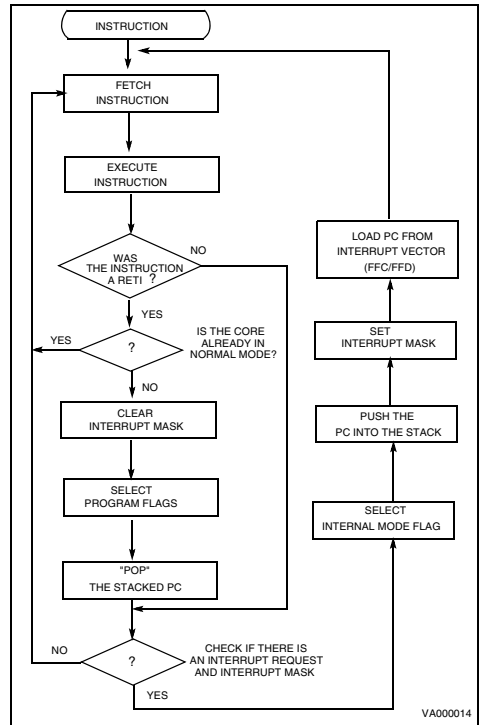 INSTRUCTION
FETCH
INSTRUCTION
EXECUTE
INSTRUCTION
WAS
THE INSTRUCTION
A RETI ?
NO
YES
?
IS THE CORE
ALREADY IN
NORMAL MODE?
YES
NO
CLEAR
INTERRUPT MASK
SELECT
PROGRAM FLAGS
"POP"
THE STACKED PC
?
CHECK IF THERE IS
AN INTERRUPT REQUEST
AND INTERRUPT MASK
NO
YES
SELECT
INTERNAL MODE FLAG
PUSH THE
PC INTO THE STACK
SET
INTERRUPT MASK
LOAD PC FROM
INTERRUPT VECTOR
(FFC/FFD)
VA000014